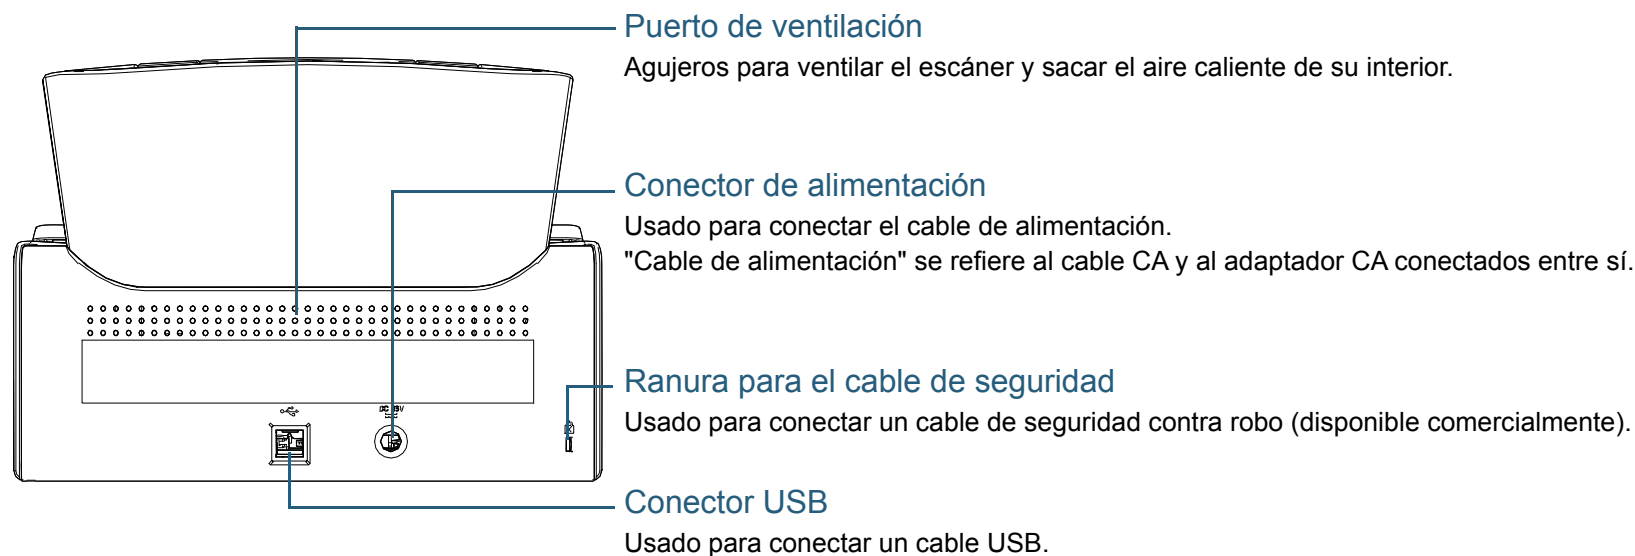 Puerto de ventilación
Agujeros para ventilar el escáner y sacar el aire caliente de su interior.
Conector de alimentación
Usado para conectar el cable de alimentación.
"Cable de alimentación" se refiere al cable CA y al adaptador CA conectados entre sí.
Ranura para el cable de seguridad
Usado para conectar un cable de seguridad contra robo (disponible comercialmente).
Conector USB
Usado para conectar un cable USB.